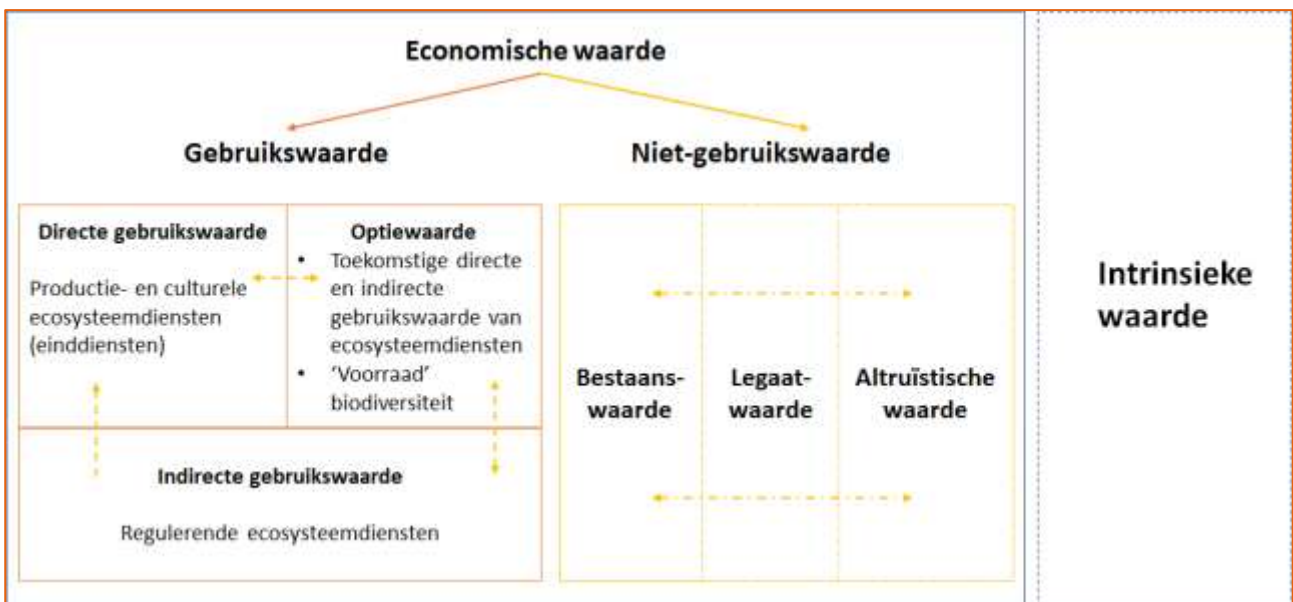 Economische waarde
Gebruikswaarde
Niet-gebruikswaarde
Directe gebruikswaarde
Productie- en culturele
ecosysteemdiensten
(einddiensten)
Optiewaarde
• Toekomstige directe
en indirecte
gebruikswaarde van
ecosysteemdiensten
• ‘Voorraad’
biodiversiteit
Indirecte gebruikswaarde
Regulerende ecosysteemdiensten
Bestaans-
waarde
Legaat-
waarde
Altruïstische
waarde
Intrinsieke
waarde